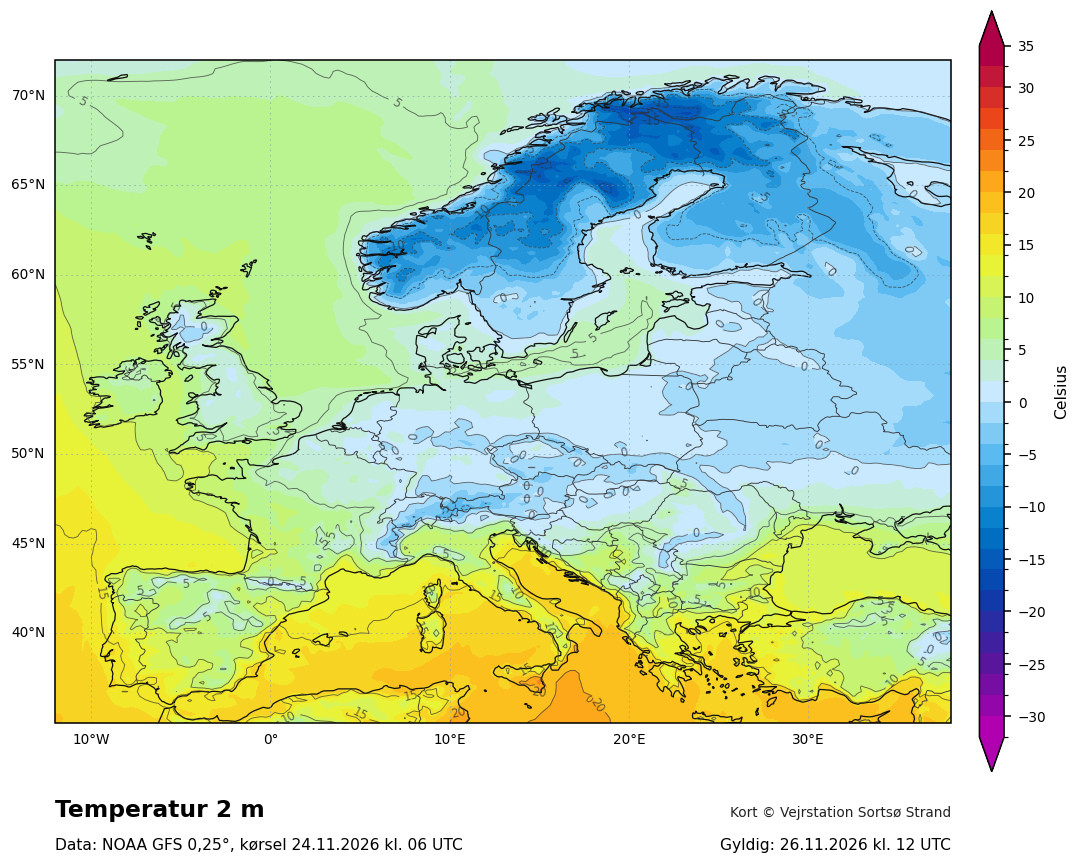 70°N
65°N
60°N
55°N
50°N
45°N
40°N
10°W
0°
10°E
20°E
30°E
35
30
25
20
15
10
5
0
−5
−10
−15
−20
−25
−30
Celsius
Temperatur 2 m
Kort © Vejrstation Sortsø Strand
Data: NOAA GFS 0,25°, kørsel 24.11.2026 kl. 06 UTC
Gyldig: 26.11.2026 kl. 12 UTC